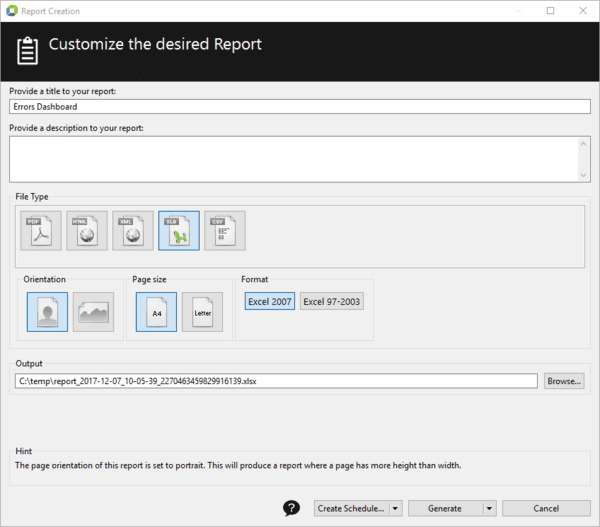 Report Creation
Customize the desired Report
Provide a title to your report:
Errors Dashboard
Provide a description to your report:
File Type
PDF HTML XML XLS CSV
Orientation Page size Format
A4 Letter Excel 2007 Excel 97-2003
Output
C:\temp\report_2017-12-07_10-05-39_2270463459829916139.xlsx Browse...
Hint
The page orientation of this report is set to portrait. This will produce a report where a page has more height than width.
? Create Schedule... Generate Cancel